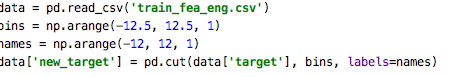 data = pd.read_csv('train_fea_eng.csv')
bins = np.arange(-12.5, 12.5, 1)
names = np.arange(-12, 12, 1)
data['new_target'] = pd.cut(data['target'], bins, labels=names)